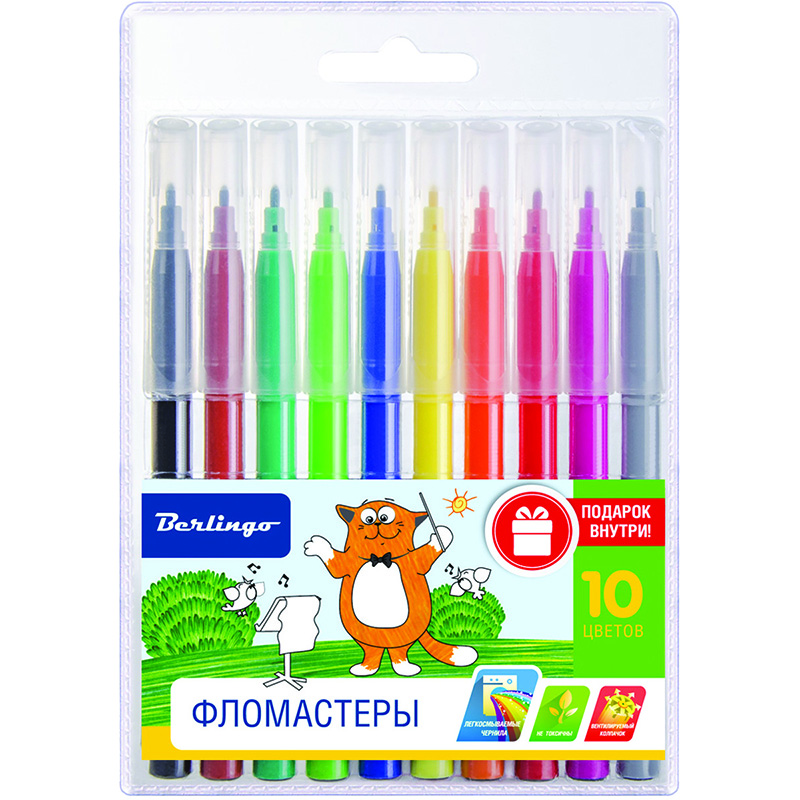 Berlingo
ПОДАРОК
ВНУТРИ!
10
ЦВЕТОВ
ФЛОМАСТЕРЫ
ЛЕГКОСМЫВАЕМЫЕ
ЧЕРНИЛА
НЕ ТОКСИЧНЫ
ВЕНТИЛИРУЕМЫЙ
КОЛПАЧОК